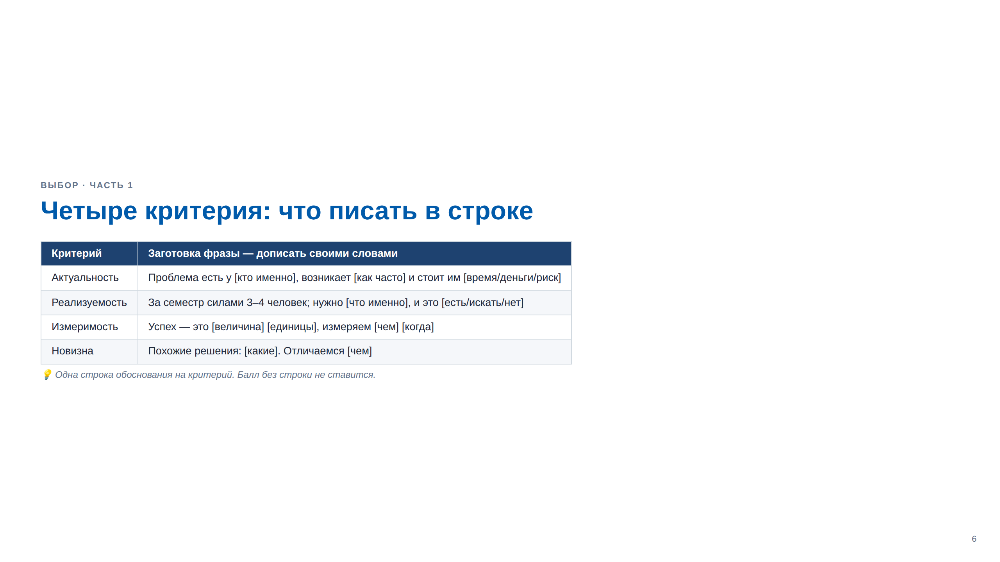 ВЫБОР · ЧАСТЬ 1
Четыре критерия: что писать в строке
Критерий Заготовка фразы — дописать своими словами
Актуальность Проблема есть у [кто именно], возникает [как часто] и стоит им [время/деньги/риск]
Реализуемость За семестр силами 3–4 человек; нужно [что именно], и это [есть/искать/нет]
Измеримость Успех — это [величина] [единицы], измеряем [чем] [когда]
Новизна Похожие решения: [какие]. Отличаемся [чем]
💡 Одна строка обоснования на критерий. Балл без строки не ставится.
6